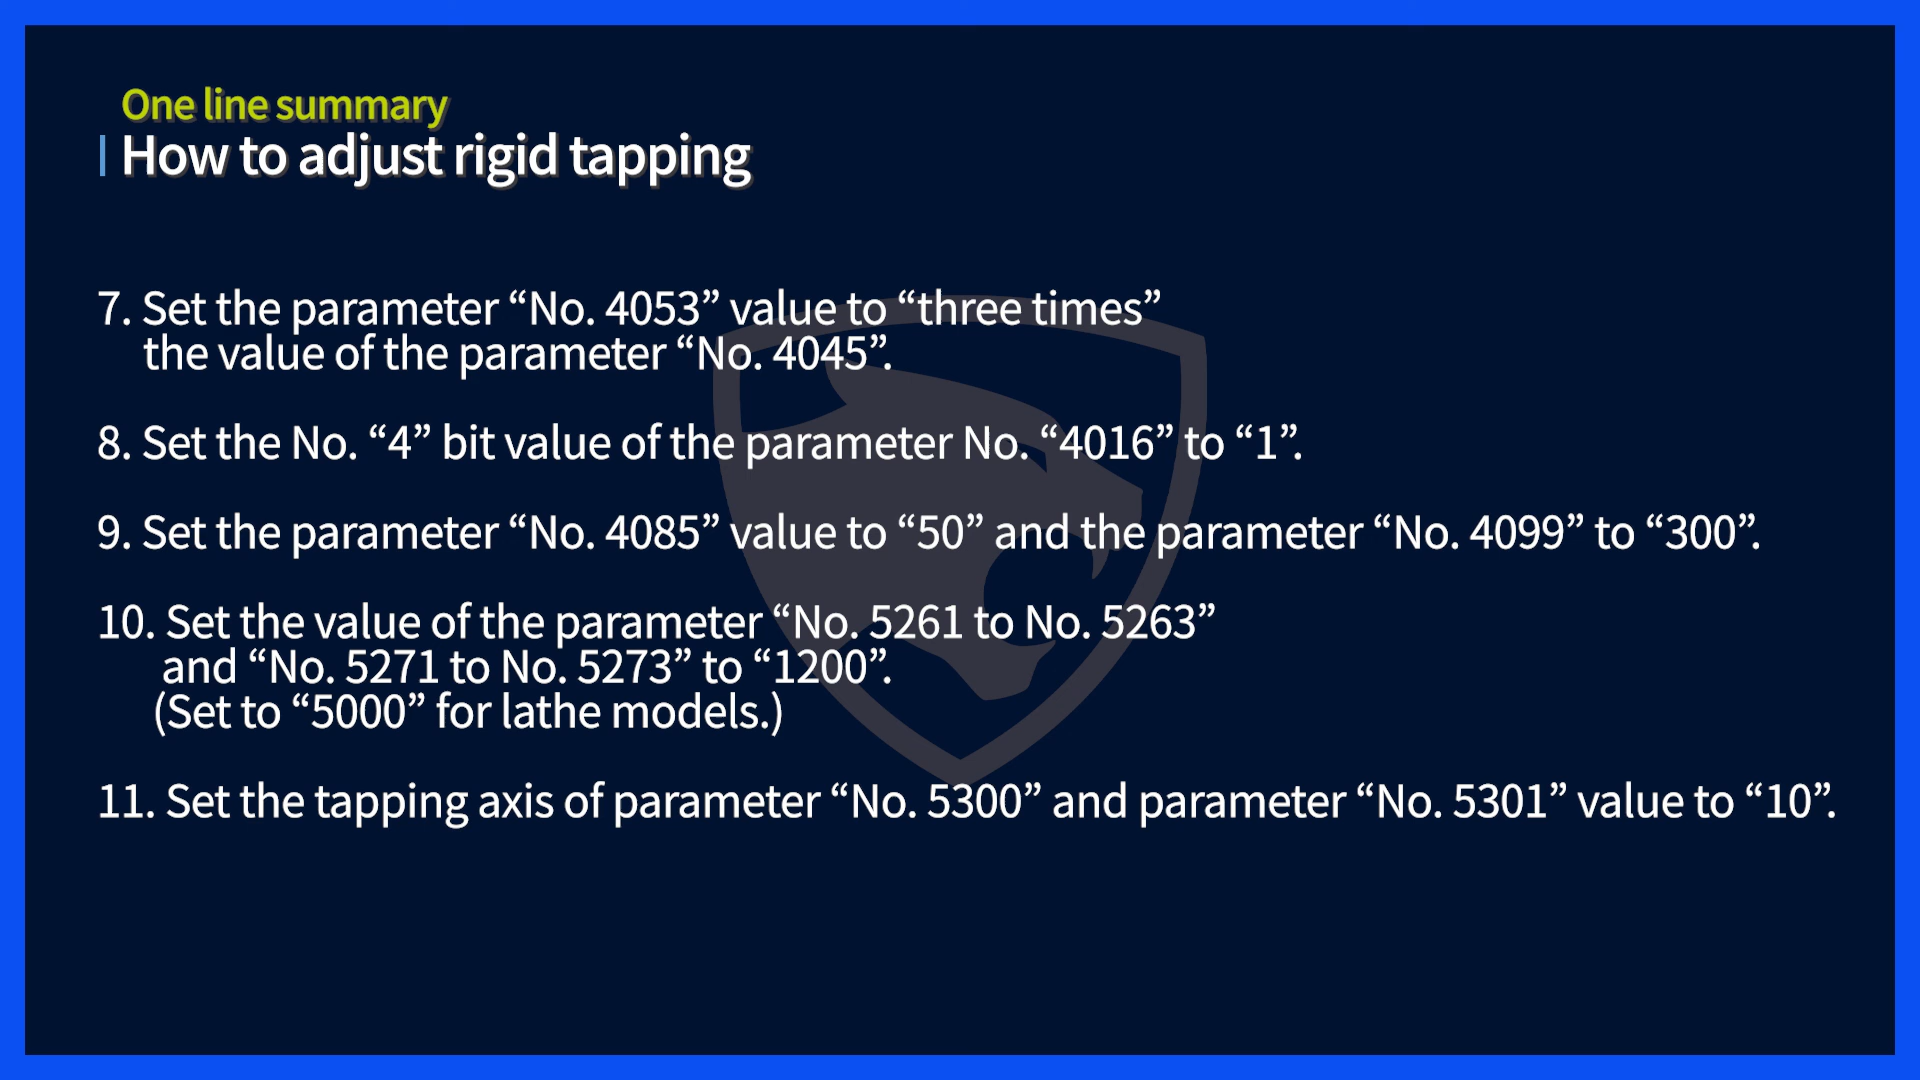 One line summary
How to adjust rigid tapping
7. Set the parameter “No. 4053” value to “three times”
the value of the parameter “No. 4045”.
8. Set the No. “4” bit value of the parameter No. “4016” to “1”.
9. Set the parameter “No. 4085” value to “50” and the parameter “No. 4099” to “300”.
10. Set the value of the parameter “No. 5261 to No. 5263”
and “No. 5271 to No. 5273” to “1200”.
(Set to “5000” for lathe models.)
11. Set the tapping axis of parameter “No. 5300” and parameter “No. 5301” value to “10”.